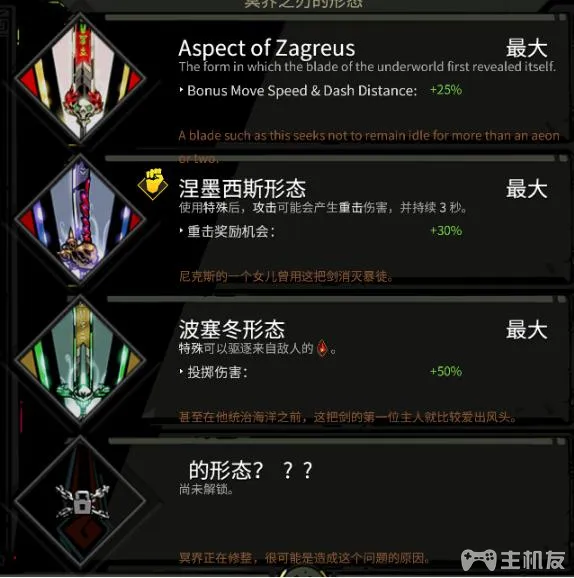 冥界之刃的形态
Aspect of Zagreus 最大
The form in which the blade of the underworld first revealed itself.
‣ Bonus Move Speed & Dash Distance: +25%
A blade such as this seeks not to remain idle for more than an aeon
or two.
涅墨西斯形态 最大
使用特殊后，攻击可能会产生重击伤害，并持续 3 秒。
‣ 重击奖励机会： +30%
尼克斯的一个女儿曾用这把剑消灭暴徒。
波塞冬形态 最大
特殊可以驱逐来自敌人的 。
‣ 投掷伤害： +50%
甚至在他统治海洋之前，这把剑的第一位主人就比较爱出风头。
的形态？ ？？
尚未解锁。
冥界正在修整，很可能是造成这个问题的原因。
主机友